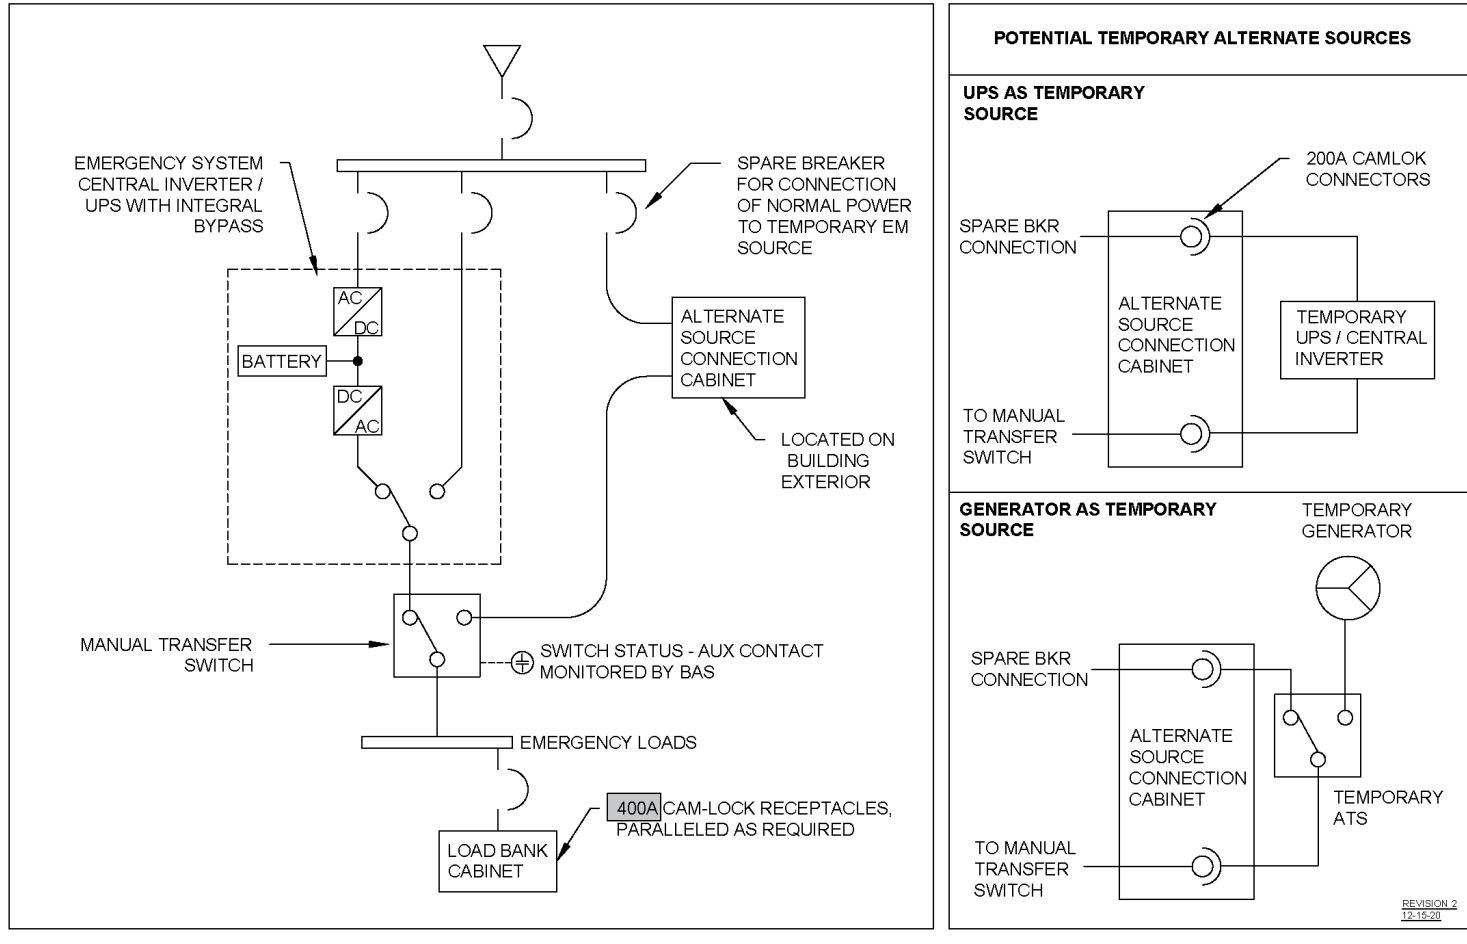 EMERGENCY SYSTEM
CENTRAL INVERTER /
UPS WITH INTEGRAL
BYPASS
SPARE BREAKER
FOR CONNECTION
OF NORMAL POWER
TO TEMPORARY EM
SOURCE
AC
DC
BATTERY
DC
AC
ALTERNATE
SOURCE
CONNECTION
CABINET
LOCATED ON
BUILDING
EXTERIOR
MANUAL TRANSFER
SWITCH
SWITCH STATUS - AUX CONTACT
MONITORED BY BAS
EMERGENCY LOADS
400A CAM-LOCK RECEPTACLES,
PARALLELED AS REQUIRED
LOAD BANK
CABINET
POTENTIAL TEMPORARY ALTERNATE SOURCES
UPS AS TEMPORARY
SOURCE
200A CAMLOK
CONNECTORS
SPARE BKR
CONNECTION
ALTERNATE
SOURCE
CONNECTION
CABINET
TEMPORARY
UPS / CENTRAL
INVERTER
TO MANUAL
TRANSFER
SWITCH
GENERATOR AS TEMPORARY
SOURCE
TEMPORARY
GENERATOR
SPARE BKR
CONNECTION
ALTERNATE
SOURCE
CONNECTION
CABINET
TEMPORARY
ATS
TO MANUAL
TRANSFER
SWITCH
REVISION 2
12-15-20